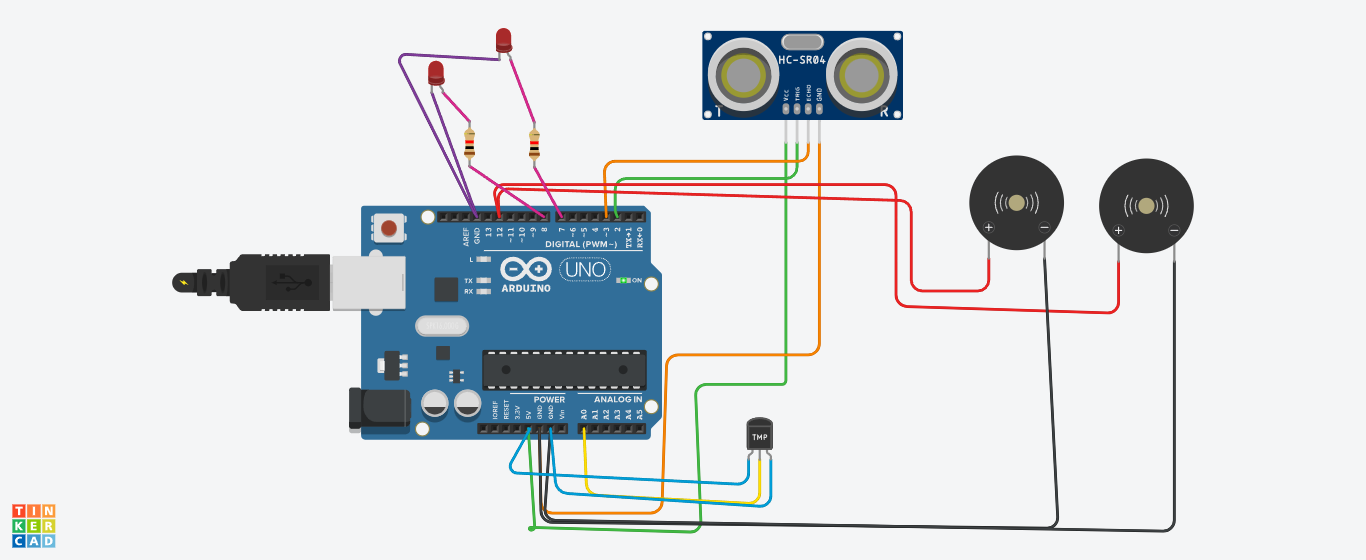 HC-SR04
VCC
TRIG
ECHO
GND
T
R
AREF
GND
13
12
~11
~10
~9
8
7
~6
~5
4
~3
2
TX→1
RX←0
DIGITAL (PWM~)
L
TX
RX
UNO
ARDUINO
ON
POWER
ANALOG IN
IOREF
RESET
3.3V
5V
GND
GND
Vin
A0
A1
A2
A3
A4
A5
TMP
TIN
KER
CAD